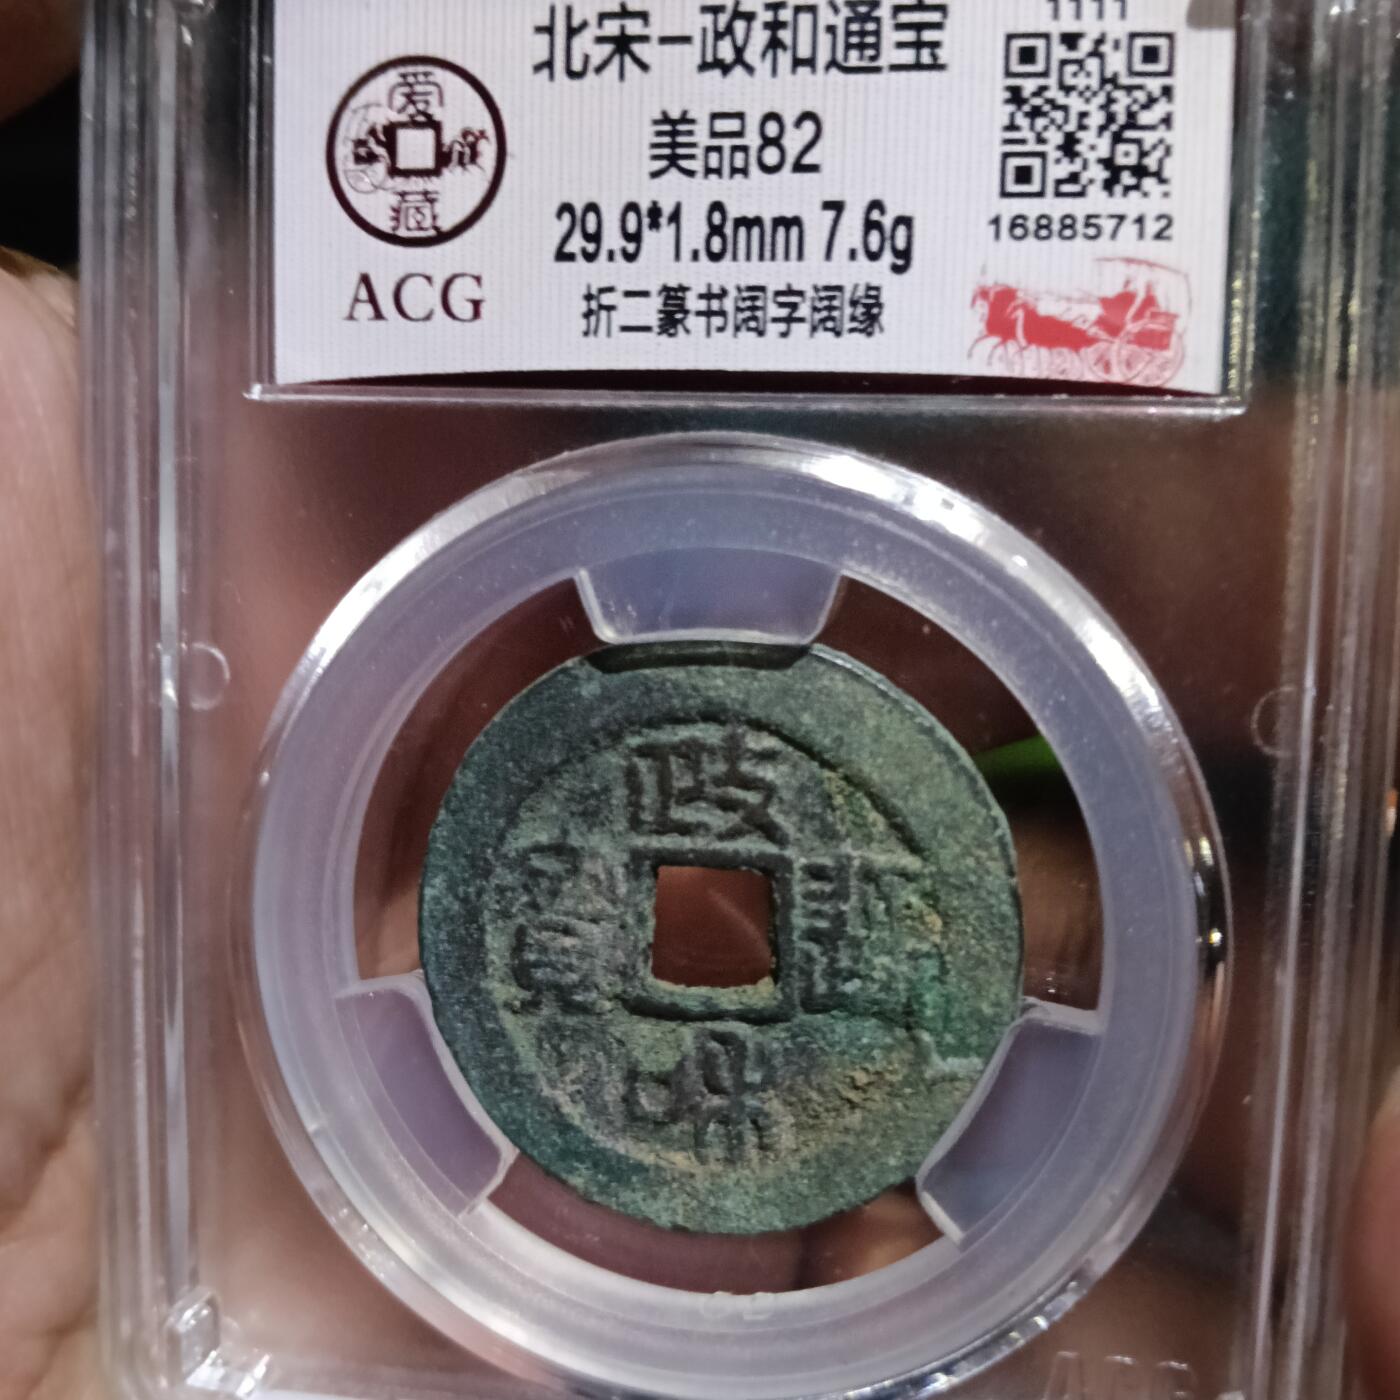 北宋-政和通宝
美品82
29.9*1.8mm 7.6g
折二篆书阔字阔缘
爱藏
ACG
1111
16885712
政和通寶